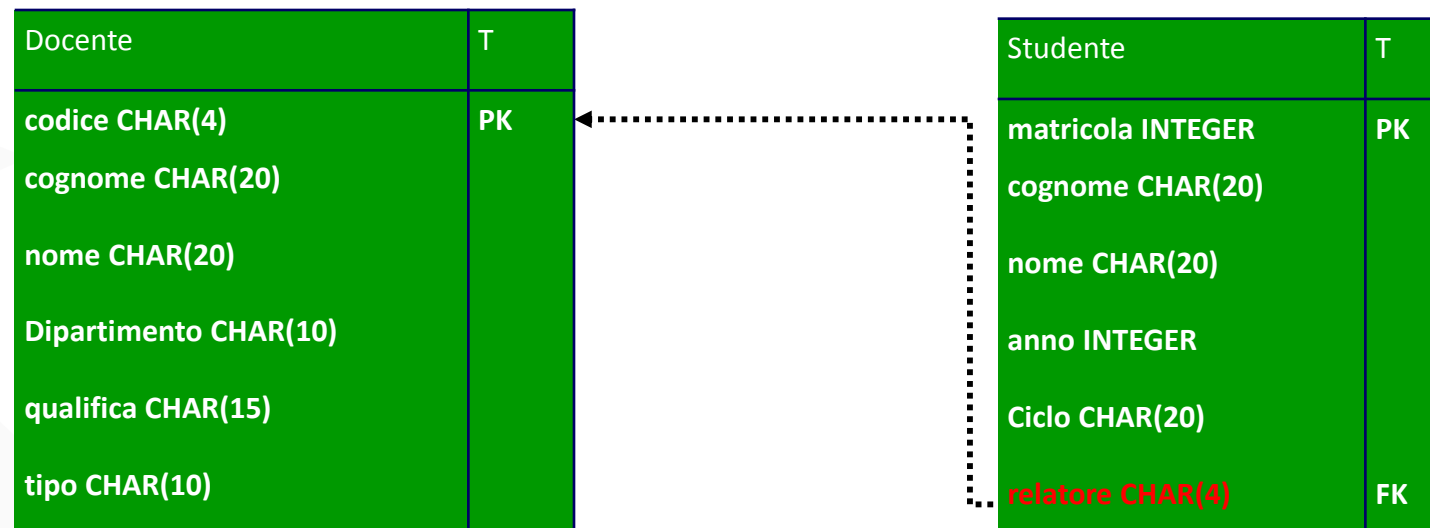 Docente T
codice CHAR(4) PK
cognome CHAR(20)
nome CHAR(20)
Dipartimento CHAR(10)
qualifica CHAR(15)
tipo CHAR(10)
Studente T
matricola INTEGER PK
cognome CHAR(20)
nome CHAR(20)
anno INTEGER
Ciclo CHAR(20)
relatore CHAR(4) FK